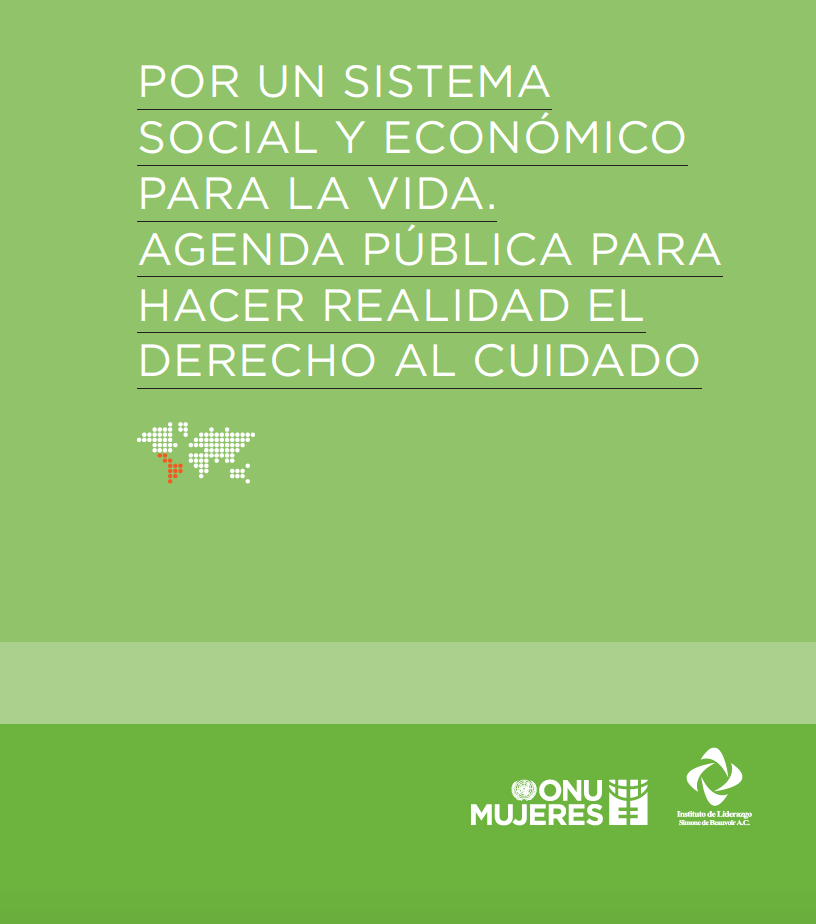 POR UN SISTEMA
SOCIAL Y ECONÓMICO
PARA LA VIDA.
AGENDA PÚBLICA PARA
HACER REALIDAD EL
DERECHO AL CUIDADO
ONU
MUJERES
Instituto de Liderazgo
Simone de Beauvoir A.C.